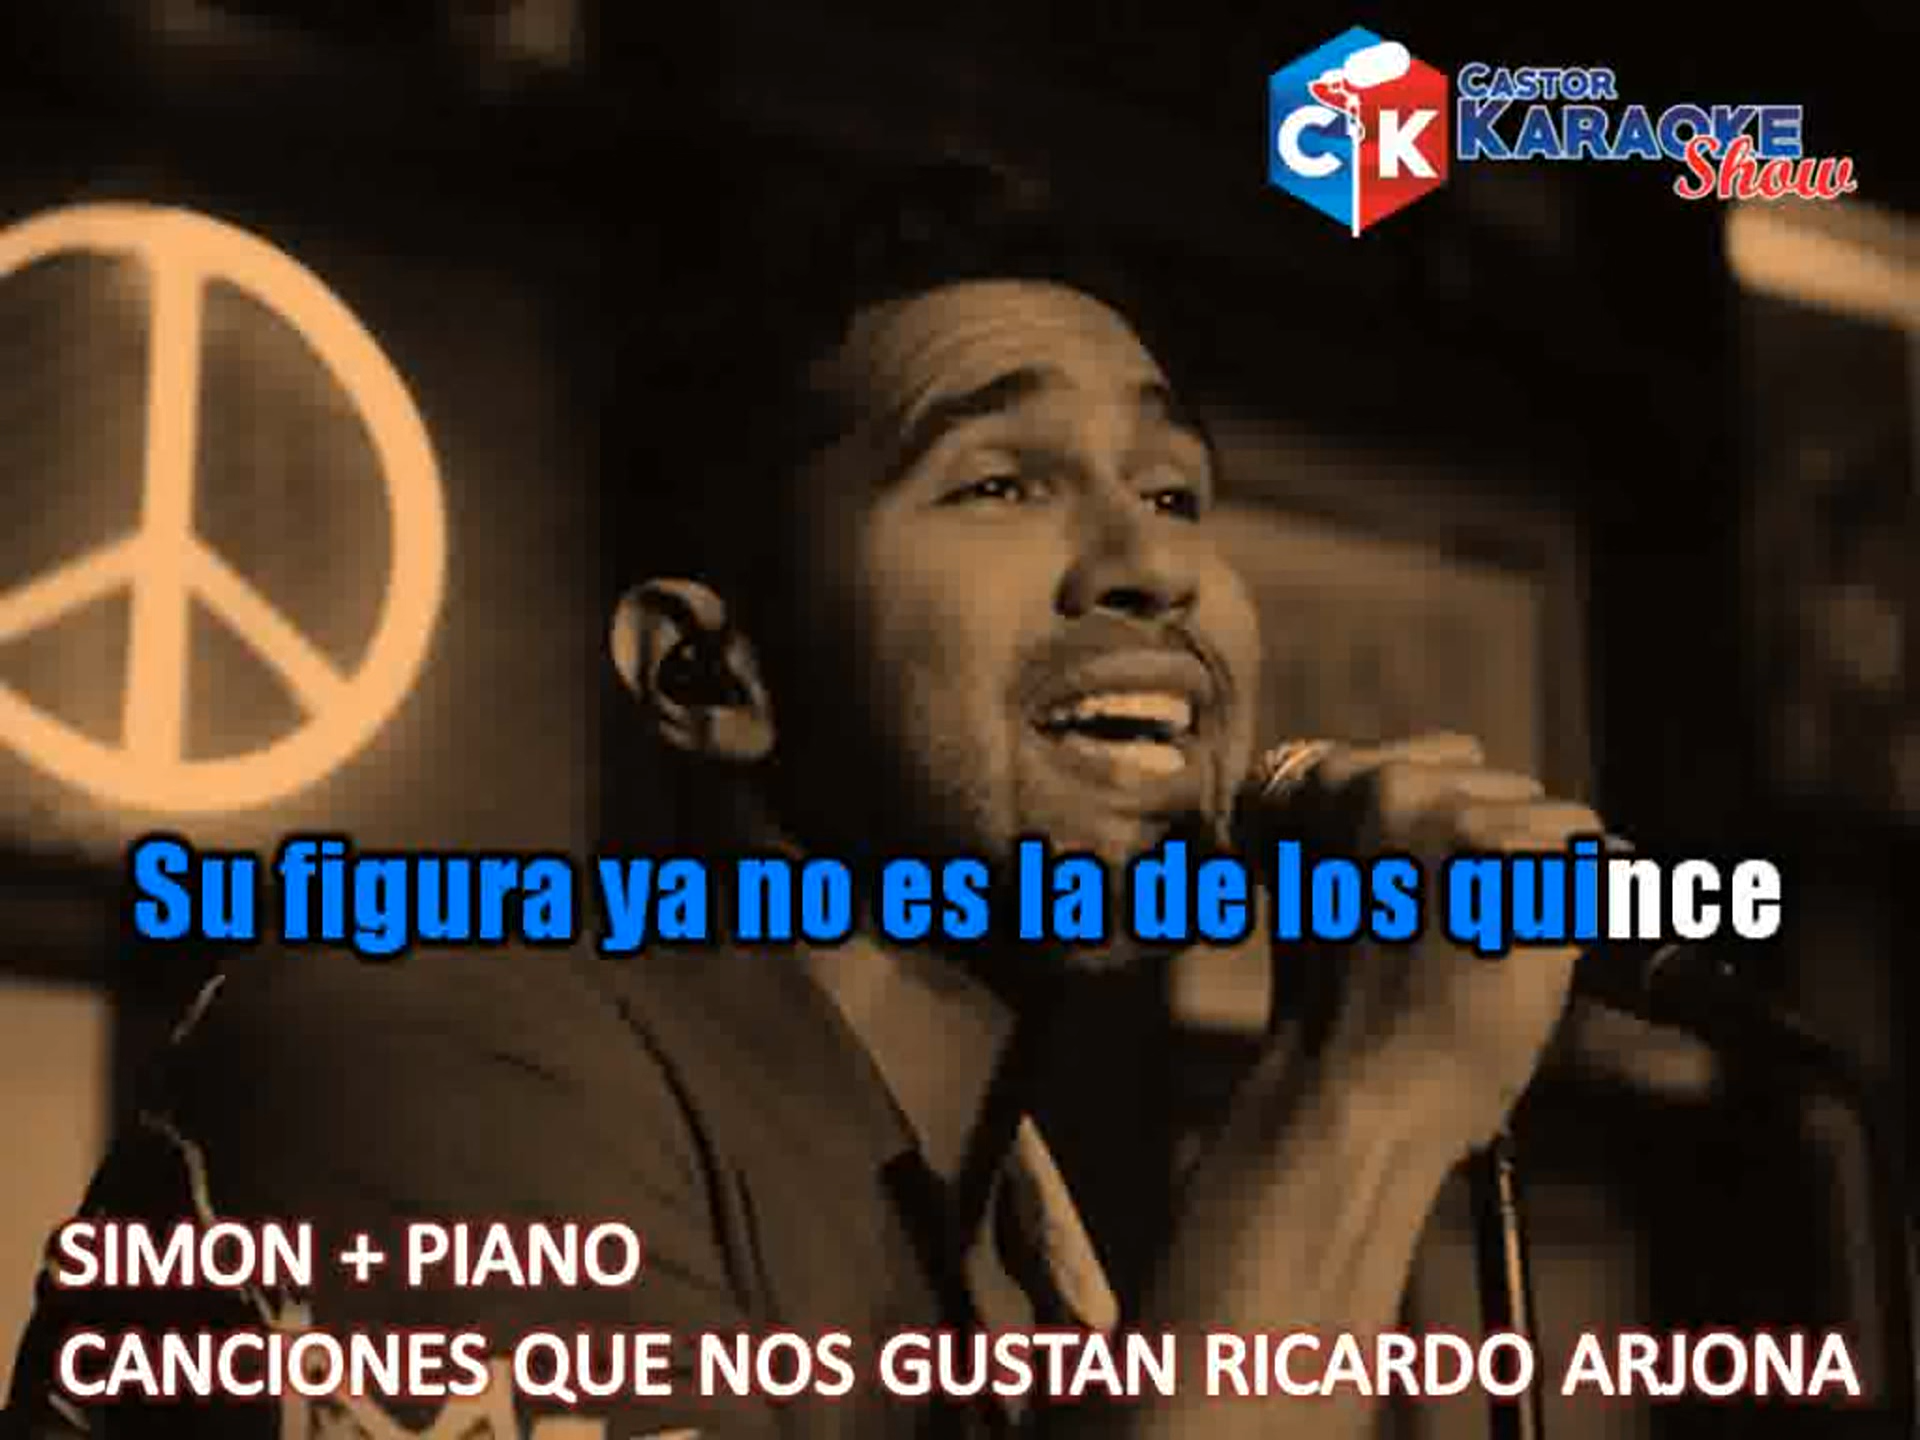 CK
CASTOR
KARAOKE
Show
Su figura ya no es la de los quince
SIMON + PIANO
CANCIONES QUE NOS GUSTAN RICARDO ARJONA